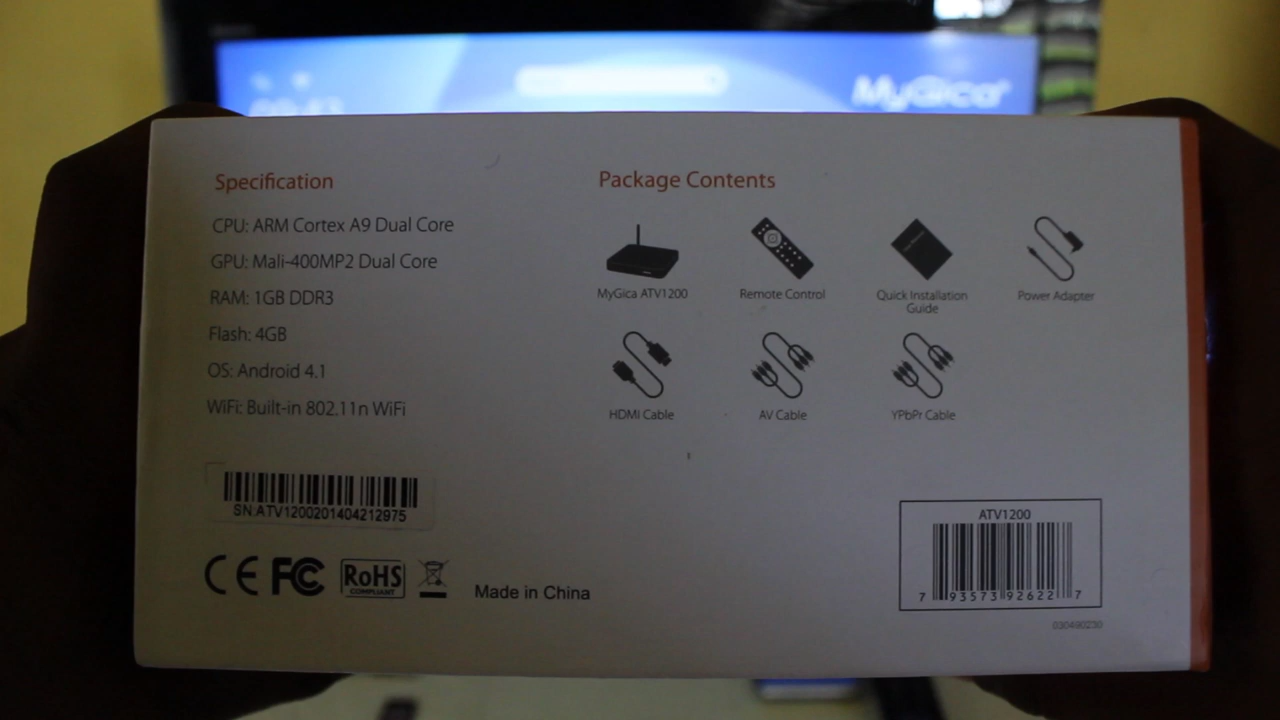 MyGica
Specification
CPU: ARM Cortex A9 Dual Core
GPU: Mali-400MP2 Dual Core
RAM: 1GB DDR3
Flash: 4GB
OS: Android 4.1
WiFi: Built-in 802.11n WiFi
Package Contents
MyGica ATV1200
Remote Control
Quick Installation
Guide
Power Adapter
HDMI Cable
AV Cable
YPbPr Cable
SN:ATV1200201404212975
CE FC RoHS
COMPLIANT
Made in China
ATV1200
7 93573 92622 7
030490230